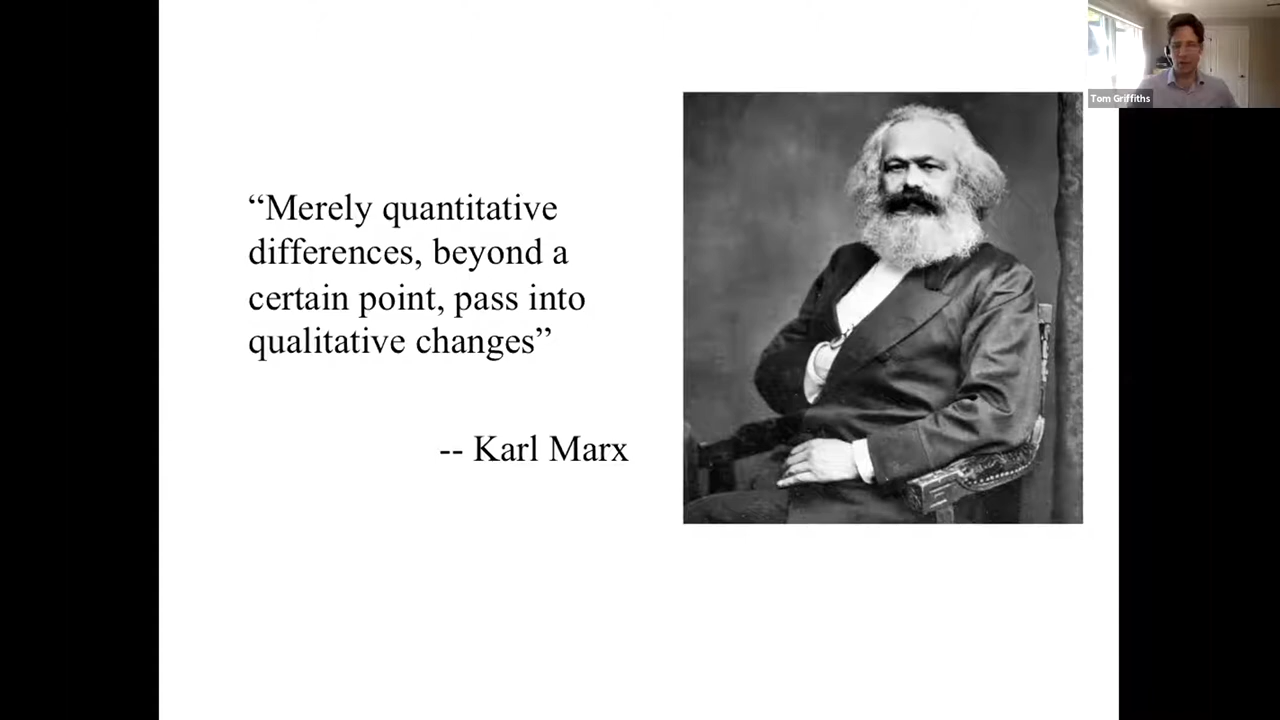 Tom Griffiths
“Merely quantitative
differences, beyond a
certain point, pass into
qualitative changes”
-- Karl Marx